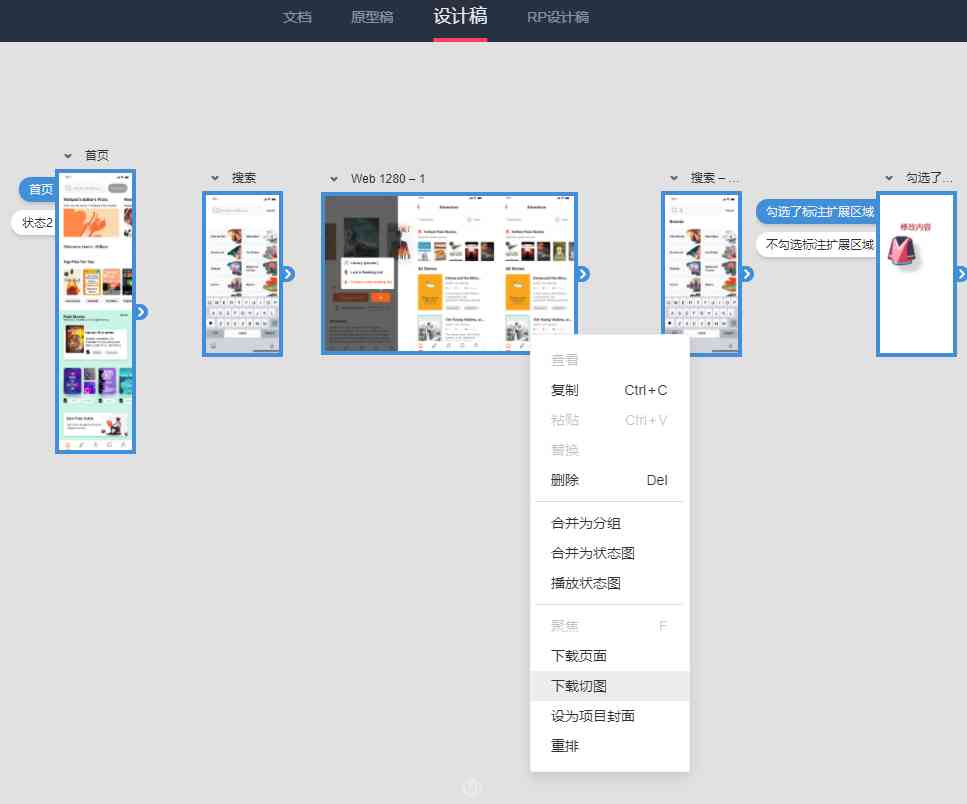 文档
原型稿
设计稿
RP设计稿
首页
首页
状态2
搜索
Web 1280 – 1
搜索 – ...
勾选了标注扩展区域
不勾选标注扩展区域
勾选了...
修改内容
查看
复制 Ctrl+C
粘贴 Ctrl+V
替换
删除 Del
合并为分组
合并为状态图
播放状态图
聚焦 F
下载页面
下载切图
设为项目封面
重排